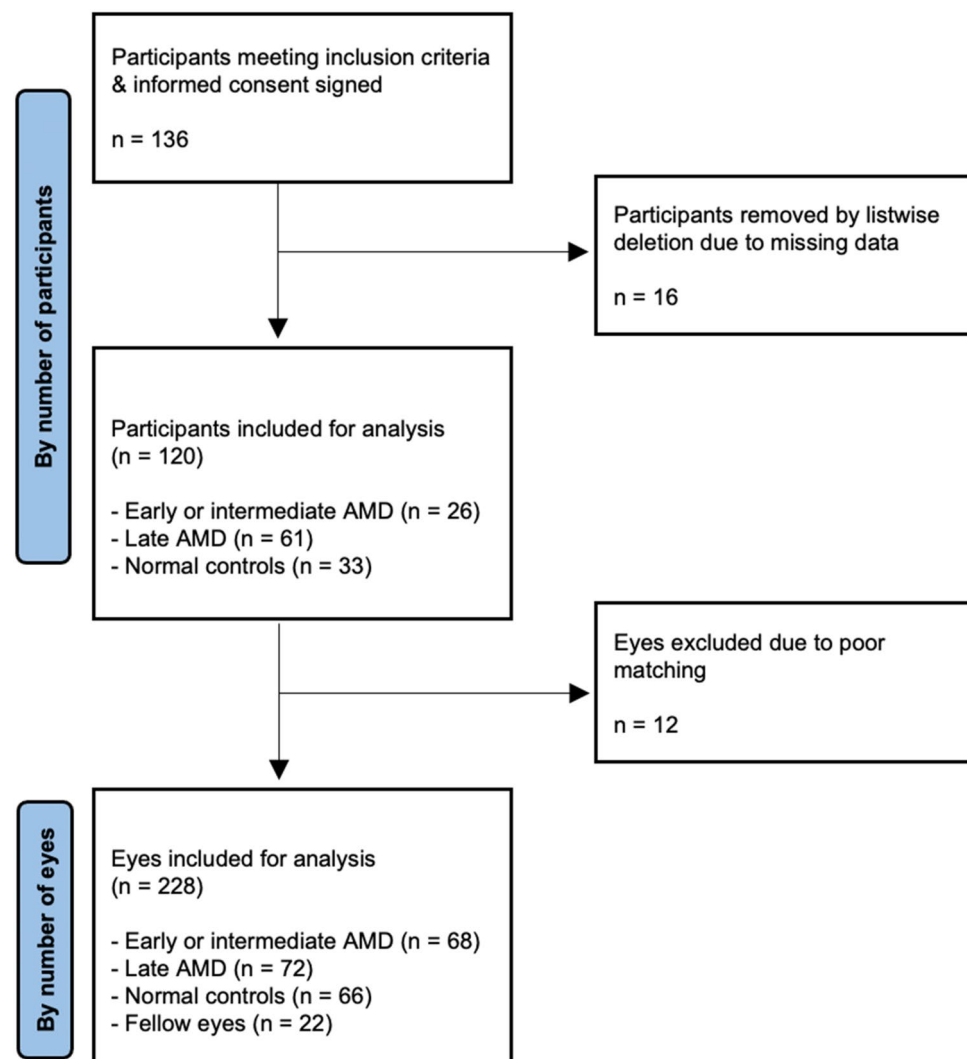 By number of participants
Participants meeting inclusion criteria
& informed consent signed
n = 136
Participants removed by listwise
deletion due to missing data
n = 16
Participants included for analysis
(n = 120)
- Early or intermediate AMD (n = 26)
- Late AMD (n = 61)
- Normal controls (n = 33)
Eyes excluded due to poor
matching
n = 12
By number of eyes
Eyes included for analysis
(n = 228)
- Early or intermediate AMD (n = 68)
- Late AMD (n = 72)
- Normal controls (n = 66)
- Fellow eyes (n = 22)